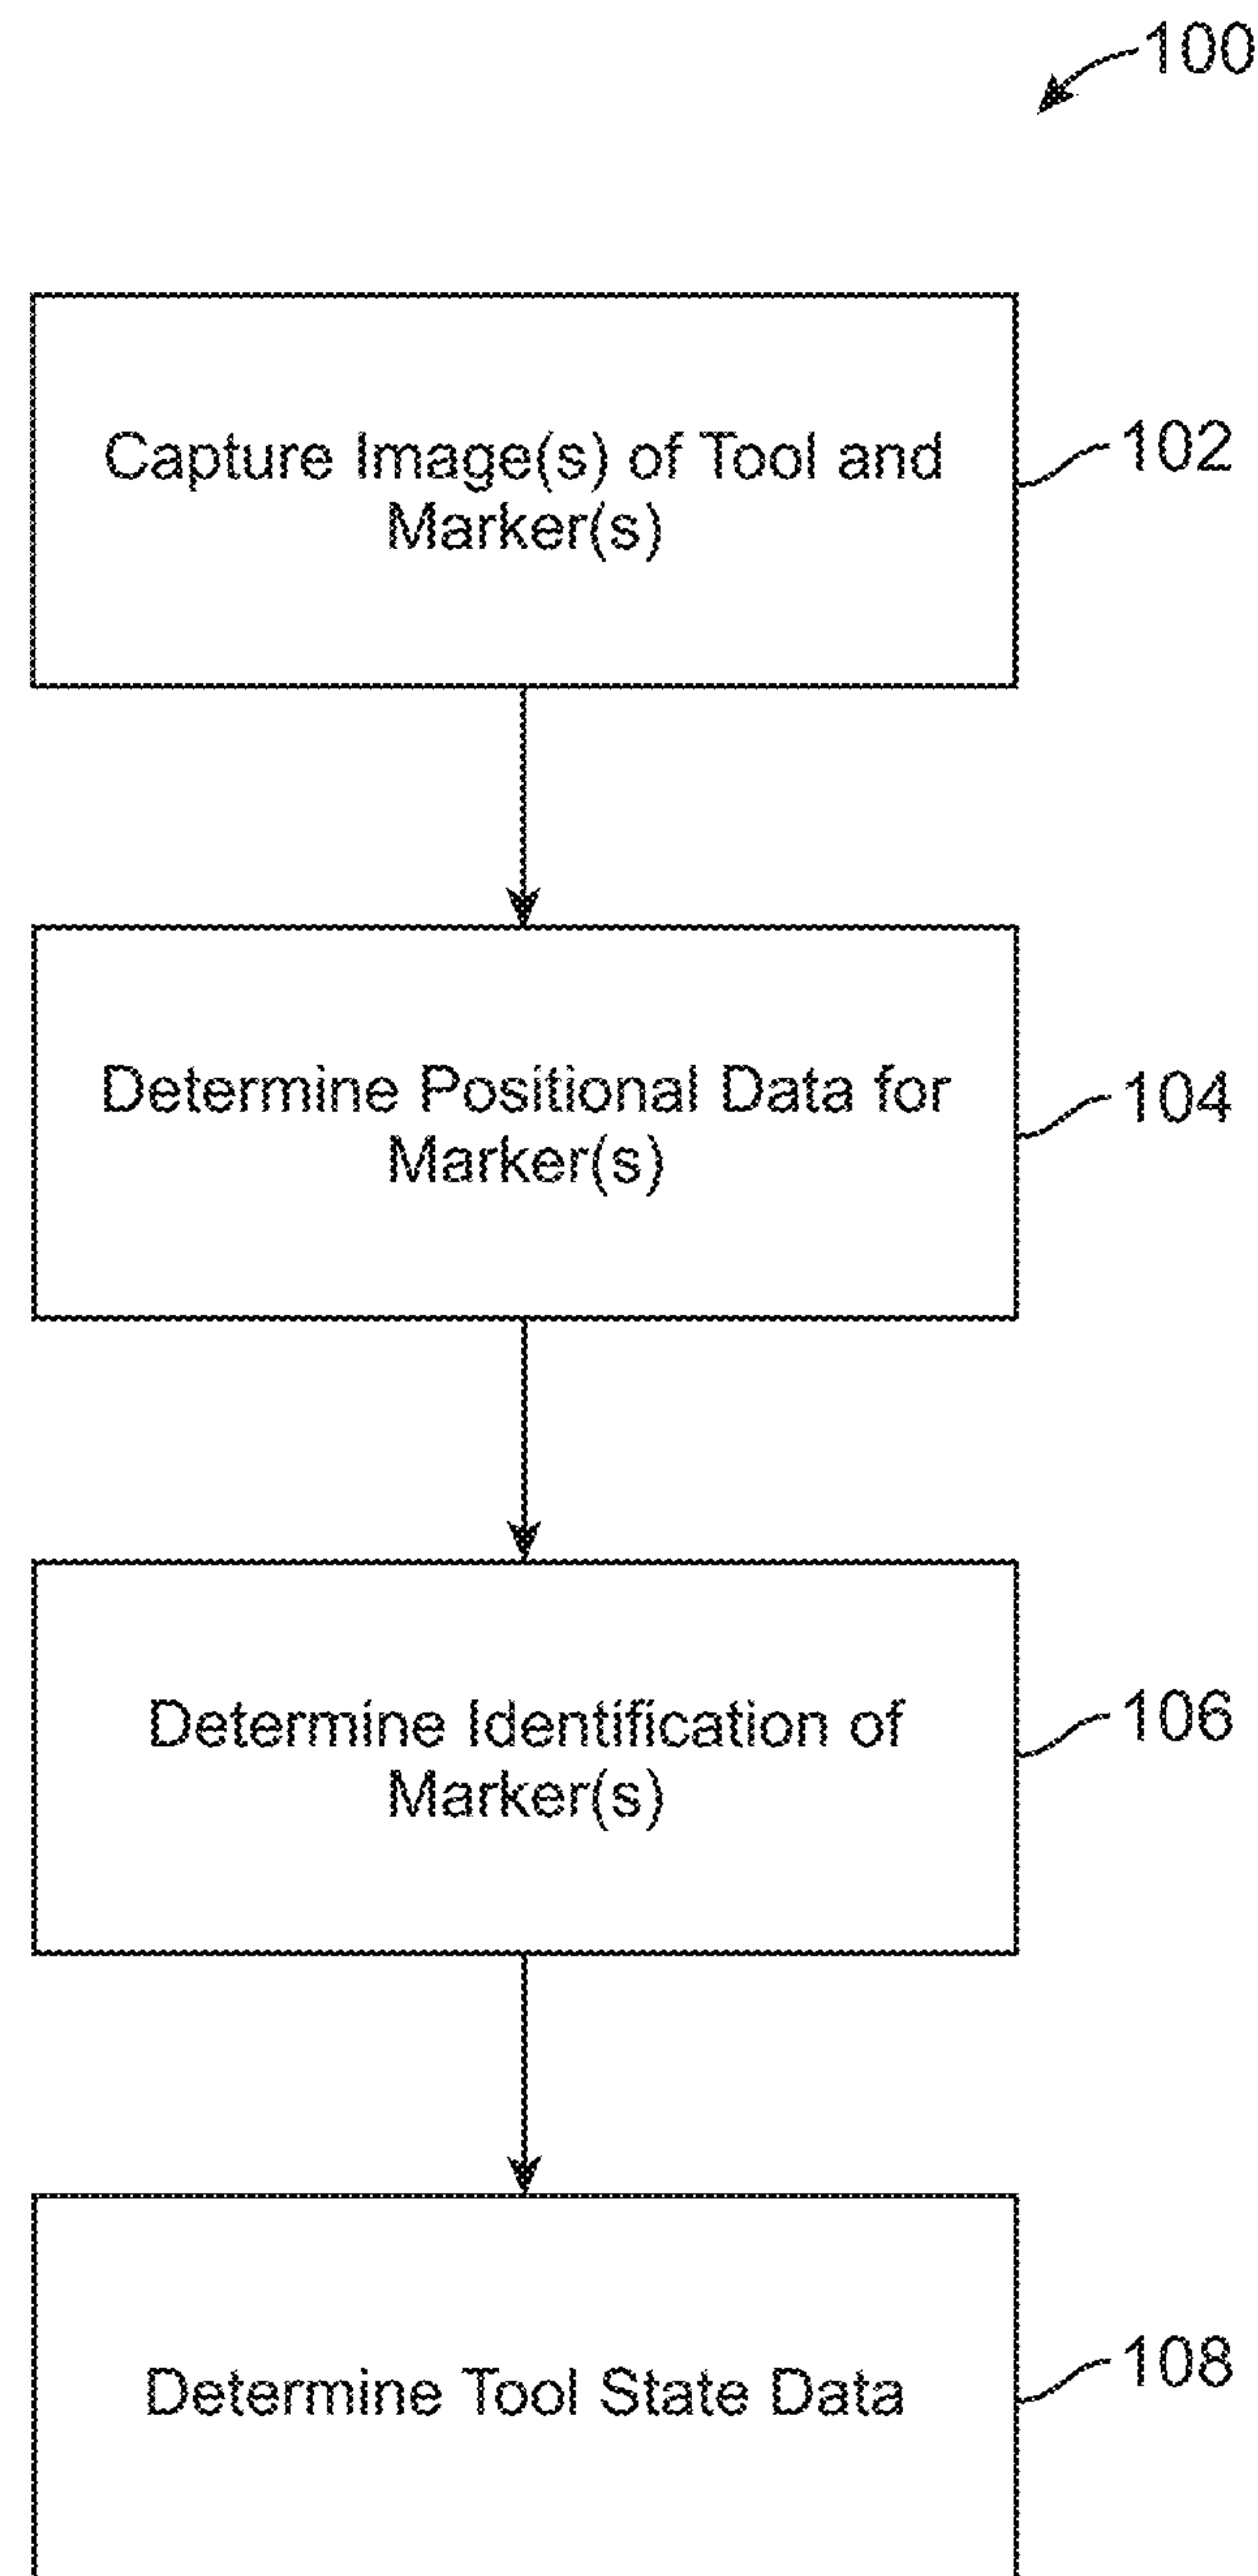 100
Capture Image(s) of Tool and
Marker(s)
102
Determine Positional Data for
Marker(s)
104
Determine Identification of
Marker(s)
106
Determine Tool State Data
108